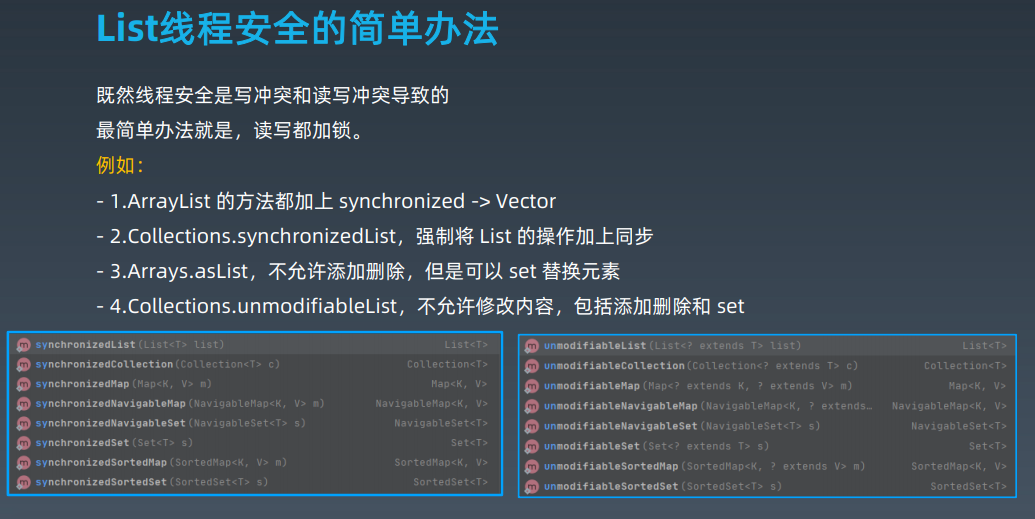 List线程安全的简单办法
既然线程安全是写冲突和读写冲突导致的
最简单办法就是，读写都加锁。
例如：
- 1.ArrayList 的方法都加上 synchronized -> Vector
- 2.Collections.synchronizedList，强制将 List 的操作加上同步
- 3.Arrays.asList，不允许添加删除，但是可以 set 替换元素
- 4.Collections.unmodifiableList，不允许修改内容，包括添加删除和 set
m synchronizedList(List<T> list) List<T>
m synchronizedCollection(Collection<T> c) Collection<T>
m synchronizedMap(Map<K, V> m) Map<K, V>
m synchronizedNavigableMap(NavigableMap<K, V> m) NavigableMap<K, V>
m synchronizedNavigableSet(NavigableSet<T> s) NavigableSet<T>
m synchronizedSet(Set<T> s) Set<T>
m synchronizedSortedMap(SortedMap<K, V> m) SortedMap<K, V>
m synchronizedSortedSet(SortedSet<T> s) SortedSet<T>
m unmodifiableList(List<? extends T> list) List<T>
m unmodifiableCollection(Collection<? extends T> c) Collection<T>
m unmodifiableMap(Map<? extends K, ? extends V> m) Map<K, V>
m unmodifiableNavigableMap(NavigableMap<K, ? extends… NavigableMap<K, V>
m unmodifiableNavigableSet(NavigableSet<T> s) NavigableSet<T>
m unmodifiableSet(Set<? extends T> s) Set<T>
m unmodifiableSortedMap(SortedMap<K, ? extends V> m) SortedMap<K, V>
m unmodifiableSortedSet(SortedSet<T> s) SortedSet<T>